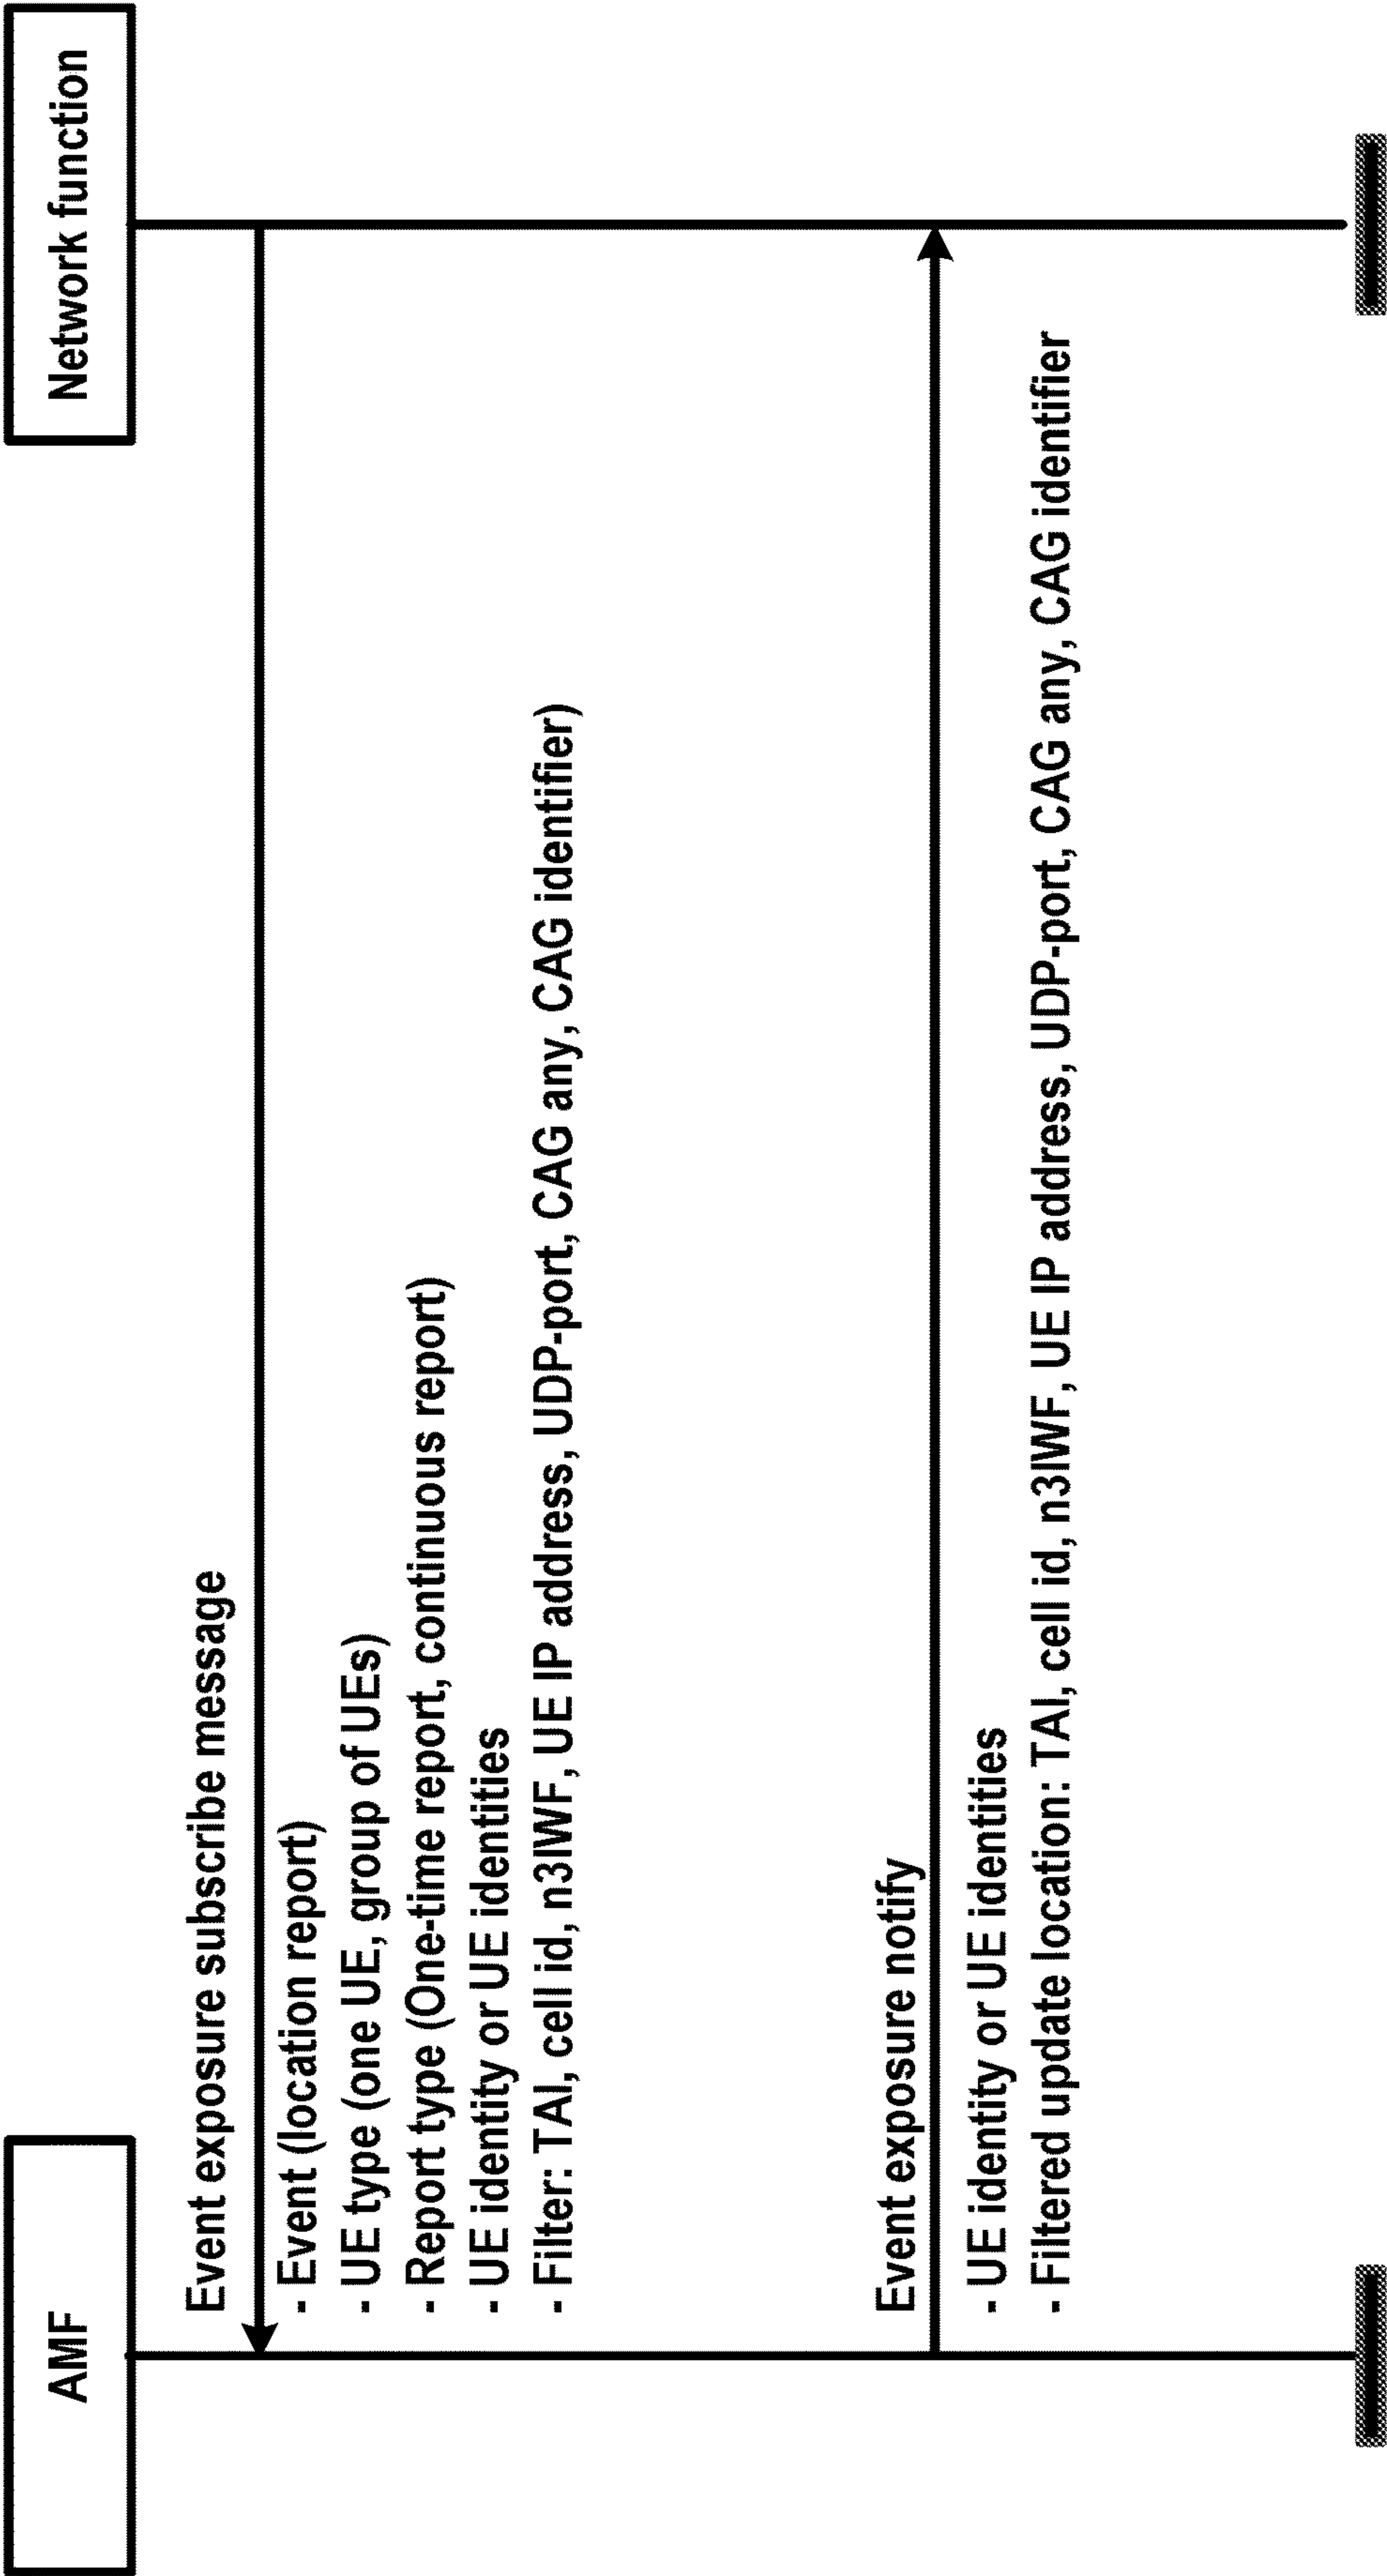 AMF
Network function
Event exposure subscribe message
- Event (location report)
- UE type (one UE, group of UEs)
- Report type (One-time report, continuous report)
- UE identity or UE identities
- Filter: TAI, cell id, n3IWF, UE IP address, UDP-port, CAG any, CAG identifier)
Event exposure notify
- UE identity or UE identities
- Filtered update location: TAI, cell id, n3IWF, UE IP address, UDP-port, CAG any, CAG identifier